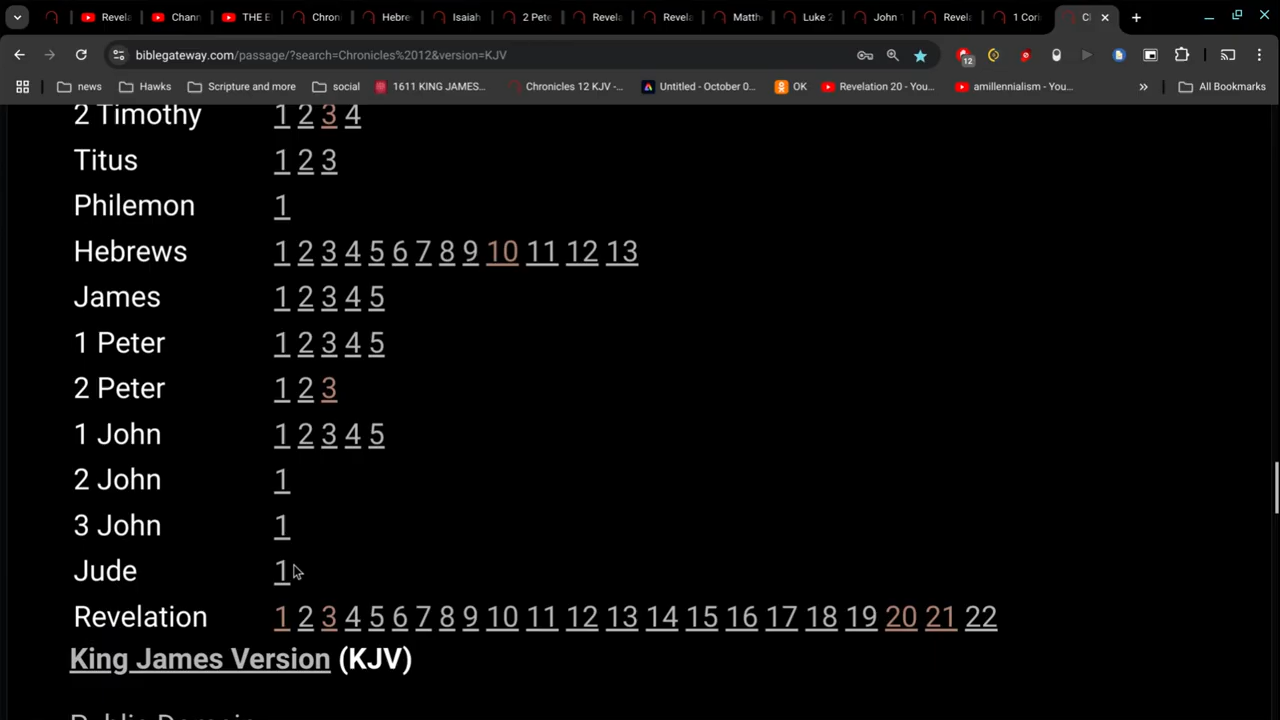 Revela
Chann
THE E
Chron
Hebre
Isaiah
2 Pete
Revela
Revela
Matth
Luke 2
John 1
Revela
1 Cori
Cl
biblegateway.com/passage/?search=Chronicles%2012&version=KJV
12
news
Hawks
Scripture and more
social
1611 KING JAMES...
Chronicles 12 KJV -...
Untitled - October 0...
OK
Revelation 20 - You...
amillennialism - You...
All Bookmarks
2 Timothy 1 2 3 4
Titus 1 2 3
Philemon 1
Hebrews 1 2 3 4 5 6 7 8 9 10 11 12 13
James 1 2 3 4 5
1 Peter 1 2 3 4 5
2 Peter 1 2 3
1 John 1 2 3 4 5
2 John 1
3 John 1
Jude 1
Revelation 1 2 3 4 5 6 7 8 9 10 11 12 13 14 15 16 17 18 19 20 21 22
King James Version (KJV)
Public Domain